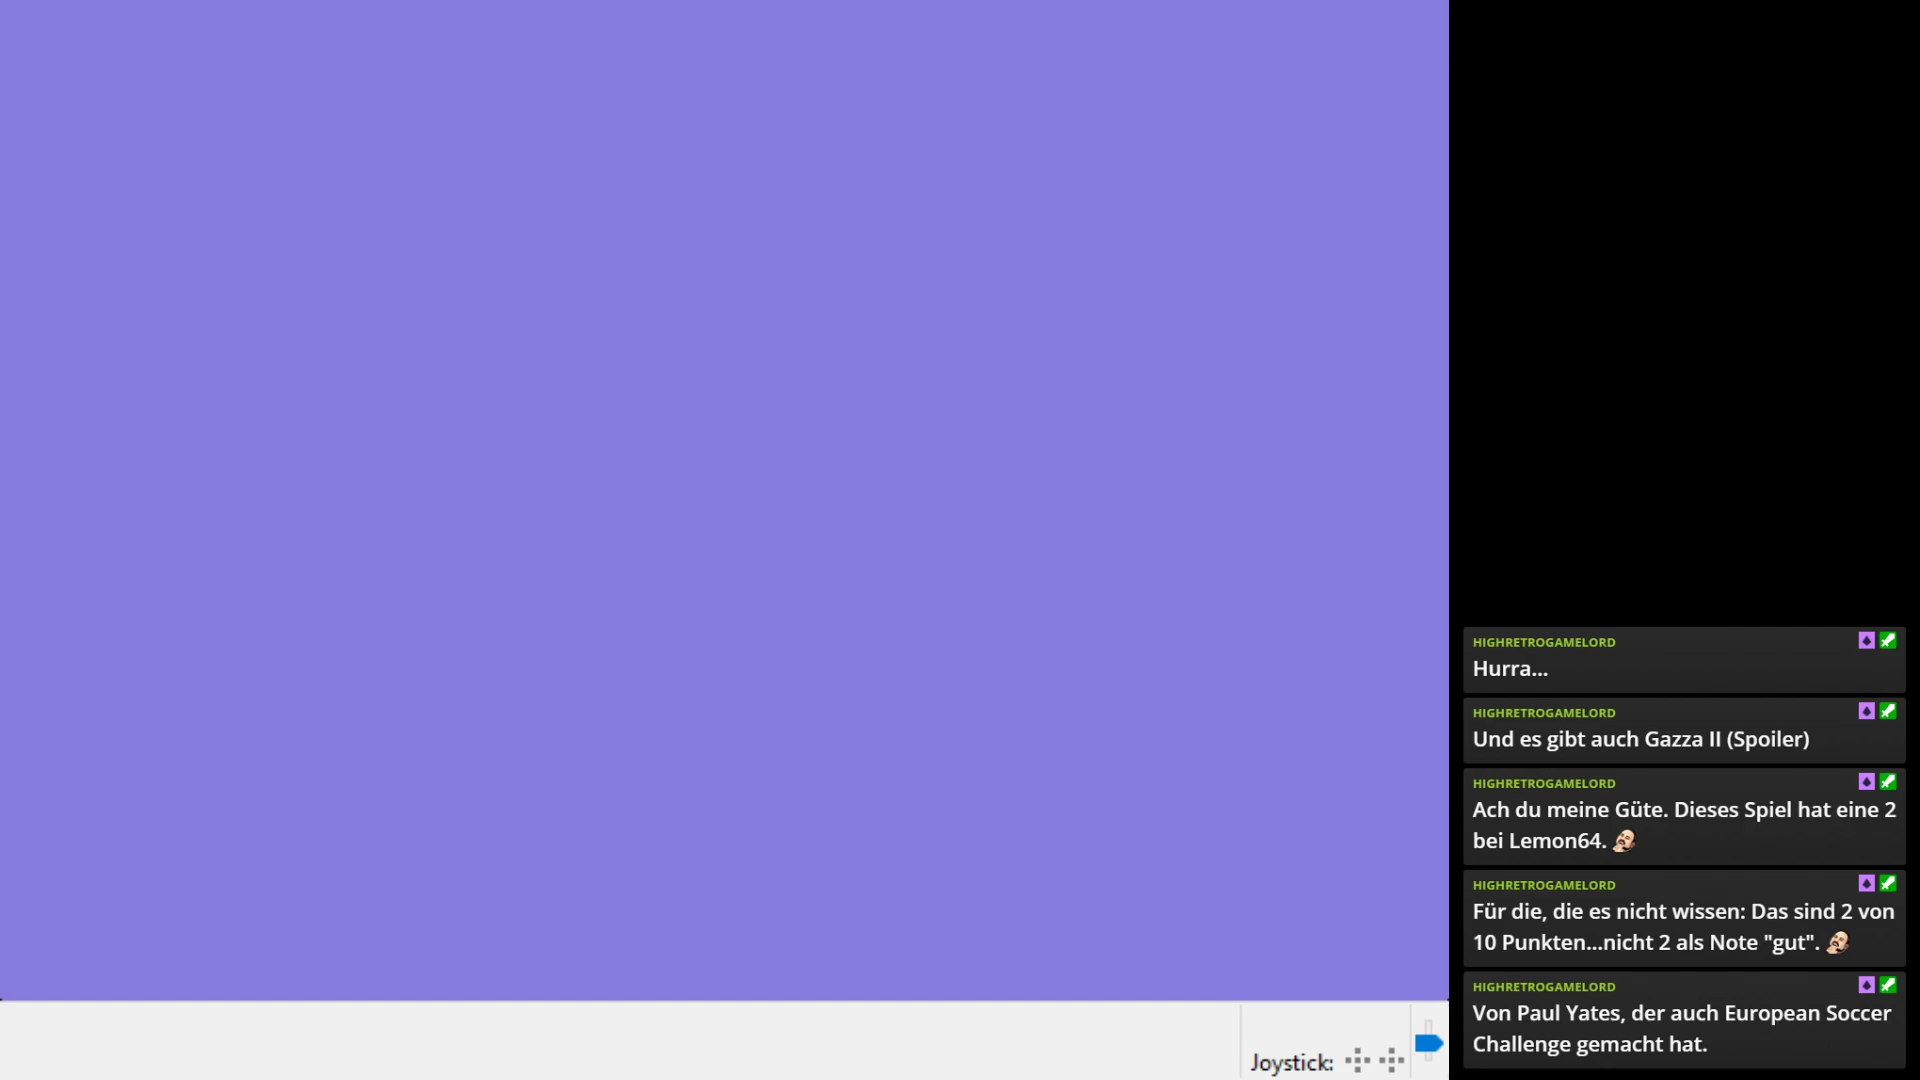 HIGHRETROGAMELORD
Hurra...
HIGHRETROGAMELORD
Und es gibt auch Gazza II (Spoiler)
HIGHRETROGAMELORD
Ach du meine Güte. Dieses Spiel hat eine 2
bei Lemon64.
HIGHRETROGAMELORD
Für die, die es nicht wissen: Das sind 2 von
10 Punkten...nicht 2 als Note "gut".
HIGHRETROGAMELORD
Von Paul Yates, der auch European Soccer
Challenge gemacht hat.
Joystick: